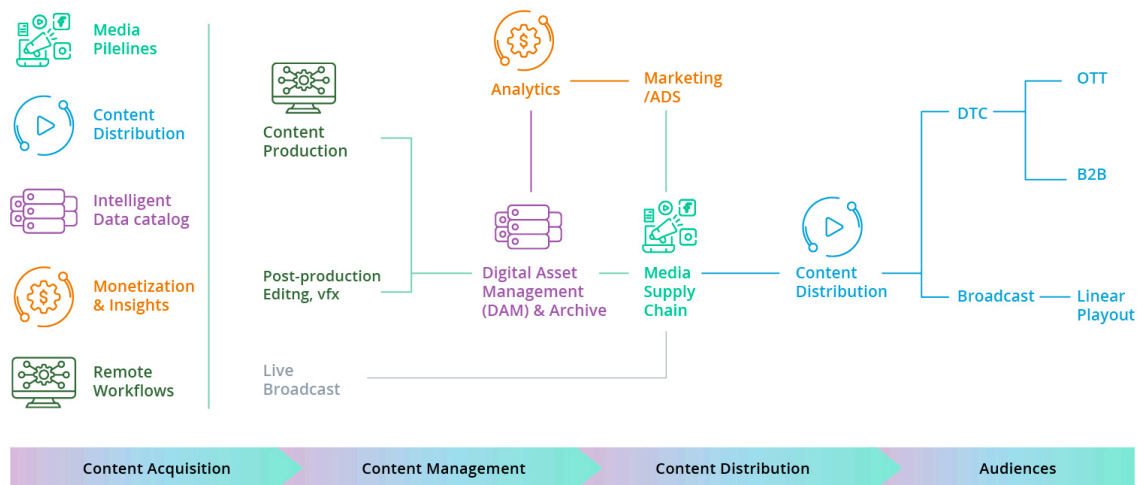 Media
Pilelines
Content
Distribution
Intelligent
Data catalog
Monetization
& Insights
Remote
Workflows
Content
Production
Post-production
Editng, vfx
Live
Broadcast
Analytics
Marketing
/ADS
Digital Asset
Management
(DAM) & Archive
Media
Supply
Chain
Content
Distribution
DTC
OTT
B2B
Broadcast
Linear
Playout
Content Acquisition
Content Management
Content Distribution
Audiences